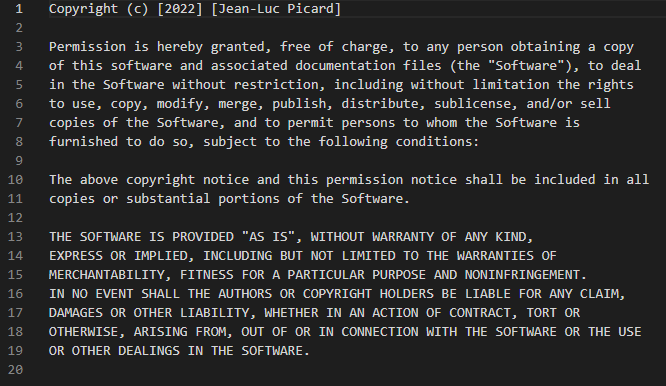 1 Copyright (c) [2022] [Jean-Luc Picard]
2
3 Permission is hereby granted, free of charge, to any person obtaining a copy
4 of this software and associated documentation files (the "Software"), to deal
5 in the Software without restriction, including without limitation the rights
6 to use, copy, modify, merge, publish, distribute, sublicense, and/or sell
7 copies of the Software, and to permit persons to whom the Software is
8 furnished to do so, subject to the following conditions:
9
10 The above copyright notice and this permission notice shall be included in all
11 copies or substantial portions of the Software.
12
13 THE SOFTWARE IS PROVIDED "AS IS", WITHOUT WARRANTY OF ANY KIND,
14 EXPRESS OR IMPLIED, INCLUDING BUT NOT LIMITED TO THE WARRANTIES OF
15 MERCHANTABILITY, FITNESS FOR A PARTICULAR PURPOSE AND NONINFRINGEMENT.
16 IN NO EVENT SHALL THE AUTHORS OR COPYRIGHT HOLDERS BE LIABLE FOR ANY CLAIM,
17 DAMAGES OR OTHER LIABILITY, WHETHER IN AN ACTION OF CONTRACT, TORT OR
18 OTHERWISE, ARISING FROM, OUT OF OR IN CONNECTION WITH THE SOFTWARE OR THE USE
19 OR OTHER DEALINGS IN THE SOFTWARE.
20